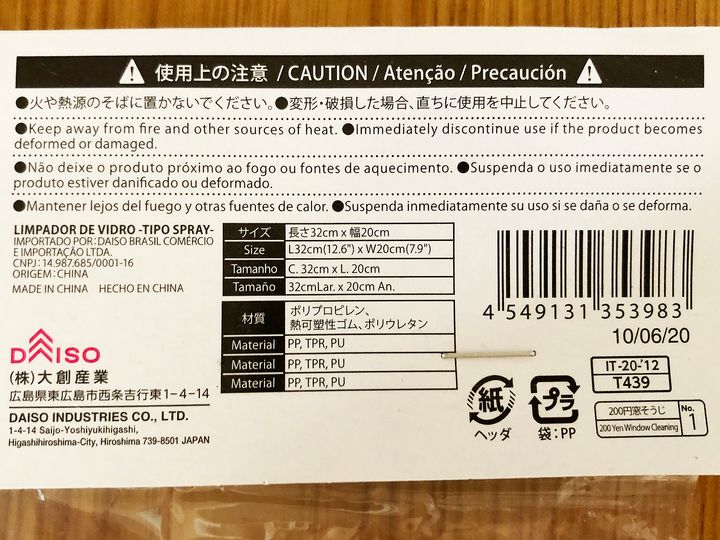 使用上の注意 / CAUTION / Atenção / Precaución
●火や熱源のそばに置かないでください。●変形・破損した場合、直ちに使用を中止してください。
●Keep away from fire and other sources of heat. ●Immediately discontinue use if the product becomes
deformed or damaged.
●Não deixe o produto próximo ao fogo ou fontes de aquecimento. ●Suspenda o uso imediatamente se o
produto estiver danificado ou deformado.
●Mantener lejos del fuego y otras fuentes de calor. ●Suspenda inmediatamente su uso si se daña o se deforma.
LIMPADOR DE VIDRO -TIPO SPRAY-
IMPORTADO POR: DAISO BRASIL COMÉRCIO
E IMPORTAÇÃO LTDA.
CNPJ: 14.987.685/0001-16
ORIGEM: CHINA
MADE IN CHINA HECHO EN CHINA
サイズ 長さ32cm x 幅20cm
Size L32cm(12.6") x W20cm(7.9")
Tamanho C. 32cm x L. 20cm
Tamaño 32cmLar. x 20cm An.
材質 ポリプロピレン、
熱可塑性ゴム、ポリウレタン
Material PP, TPR, PU
Material PP, TPR, PU
Material PP, TPR, PU
4 549131 353983
10/06/20
DAISO
(株)大創産業
広島県東広島市西条吉行東1-4-14
DAISO INDUSTRIES CO., LTD.
1-4-14 Saijo-Yoshiyukihigashi,
Higashihiroshima-City, Hiroshima 739-8501 JAPAN
紙
ヘッダ
プラ
袋:PP
IT-20-'12
T439
200円窓そうじ
200 Yen Window Cleaning
No.
1